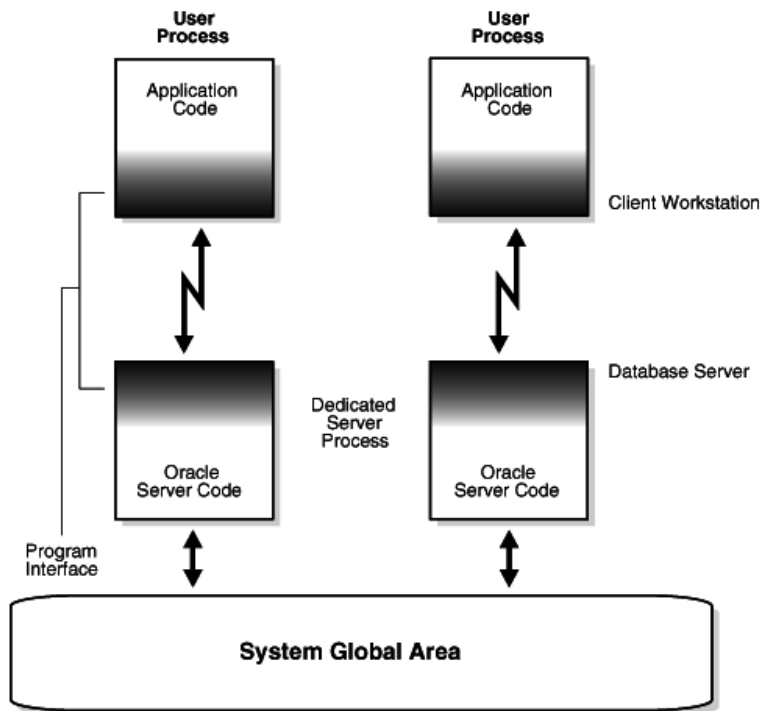 User
Process
User
Process
Application
Code
Application
Code
Client Workstation
Database Server
Dedicated
Server
Process
Oracle
Server Code
Oracle
Server Code
Program
Interface
System Global Area